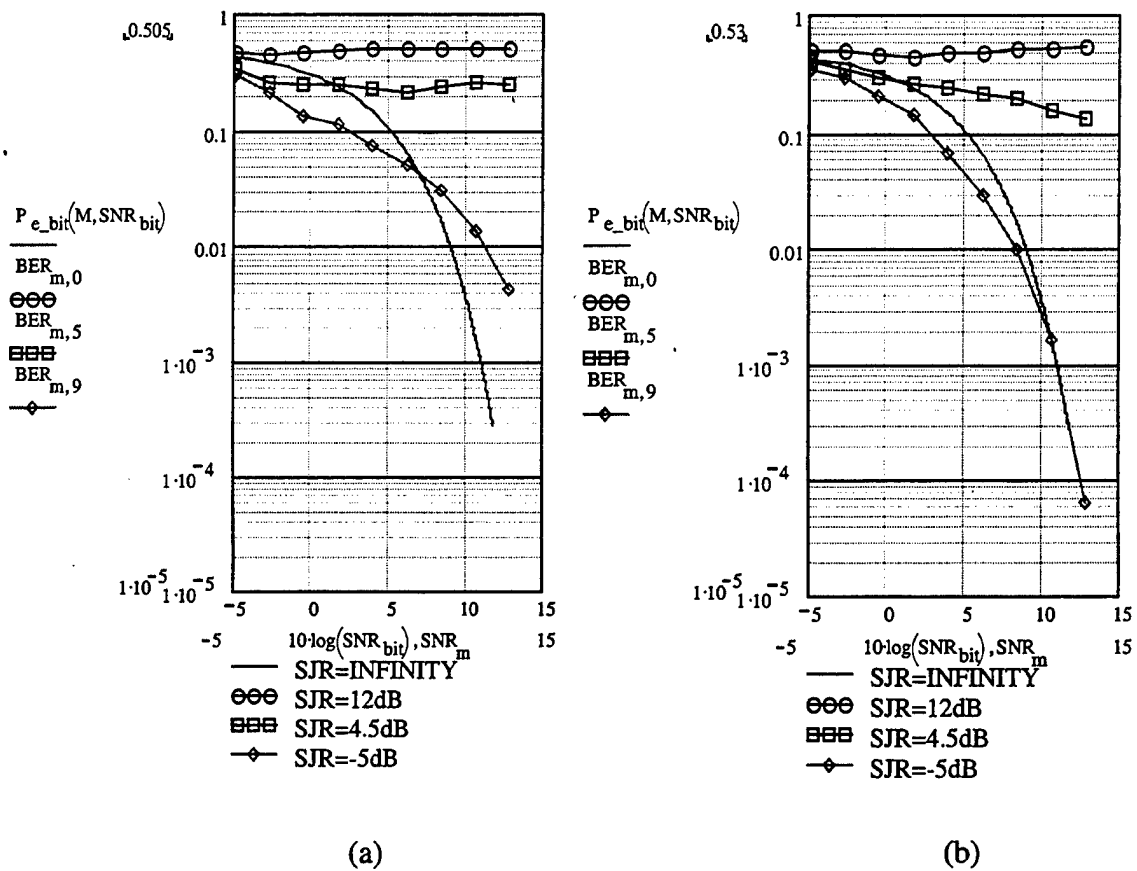 0.505
1
0.1
0.01
1·10⁻³
1·10⁻⁴
1·10⁻⁵ 1·10⁻⁵
P e_bit(M,SNR bit)
BER m,0
BER m,5
BER m,9
−5 0 5 10 15
−5 10·log(SNR bit),SNR m 15
SJR=INFINITY
SJR=12dB
SJR=4.5dB
SJR=-5dB
(a)
0.53
1
0.1
0.01
1·10⁻³
1·10⁻⁴
1·10⁻⁵ 1·10⁻⁵
P e_bit(M,SNR bit)
BER m,0
BER m,5
BER m,9
−5 0 5 10 15
−5 10·log(SNR bit),SNR m 15
SJR=INFINITY
SJR=12dB
SJR=4.5dB
SJR=-5dB
(b)